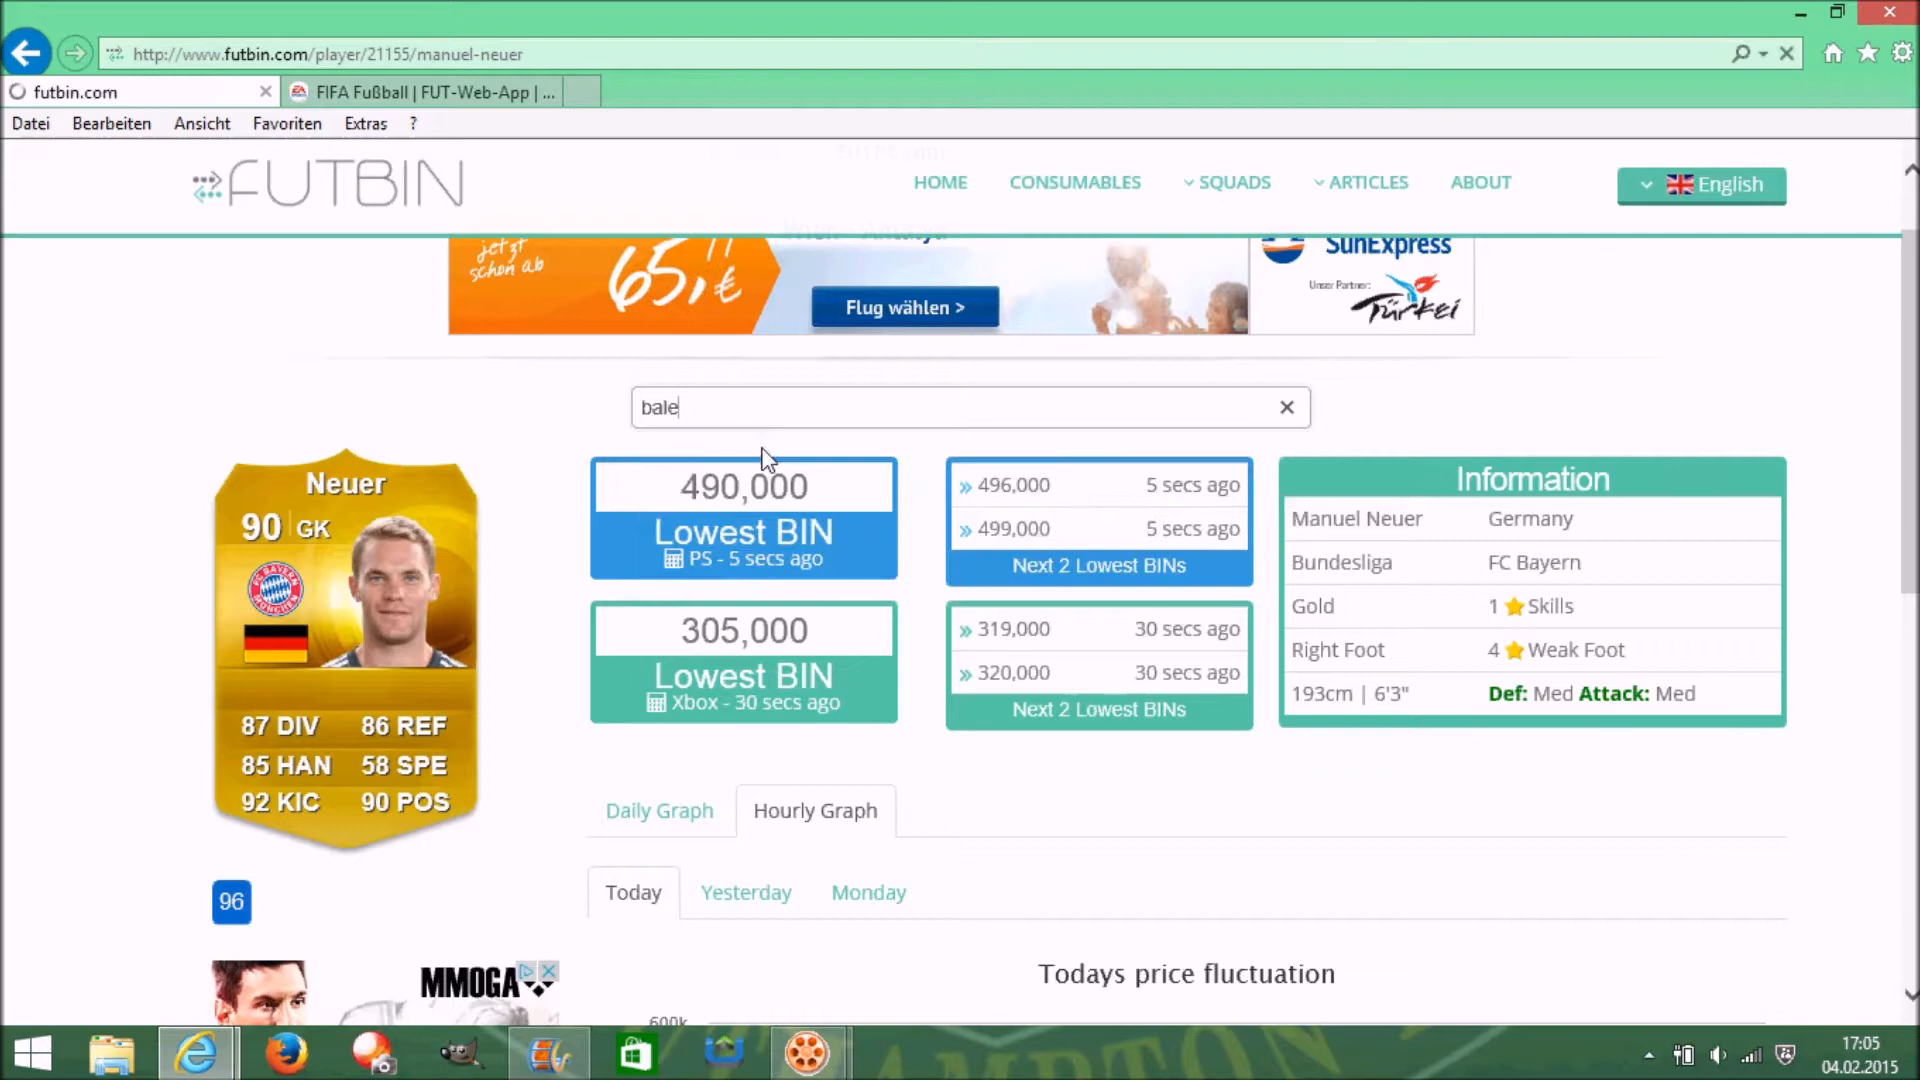 http://www.futbin.com/player/21155/manuel-neuer
futbin.com
FIFA Fußball | FUT-Web-App | ...
Datei Bearbeiten Ansicht Favoriten Extras ?
FUTBIN
HOME CONSUMABLES SQUADS ARTICLES ABOUT
English
jetzt schon ab
65,
€
Flug wählen >
SunExpress
Unser Partner:
Türkei
bale
Neuer
90 GK
FC BAYERN
MÜNCHEN
87 DIV 86 REF
85 HAN 58 SPE
92 KIC 90 POS
96
490,000
Lowest BIN
PS - 5 secs ago
» 496,000 5 secs ago
» 499,000 5 secs ago
Next 2 Lowest BINs
305,000
Lowest BIN
Xbox - 30 secs ago
» 319,000 30 secs ago
» 320,000 30 secs ago
Next 2 Lowest BINs
Information
Manuel Neuer Germany
Bundesliga FC Bayern
Gold 1 Skills
Right Foot 4 Weak Foot
193cm | 6'3" Def: Med Attack: Med
Daily Graph Hourly Graph
Today Yesterday Monday
Todays price fluctuation
600k
MMOGA
17:05
04.02.2015